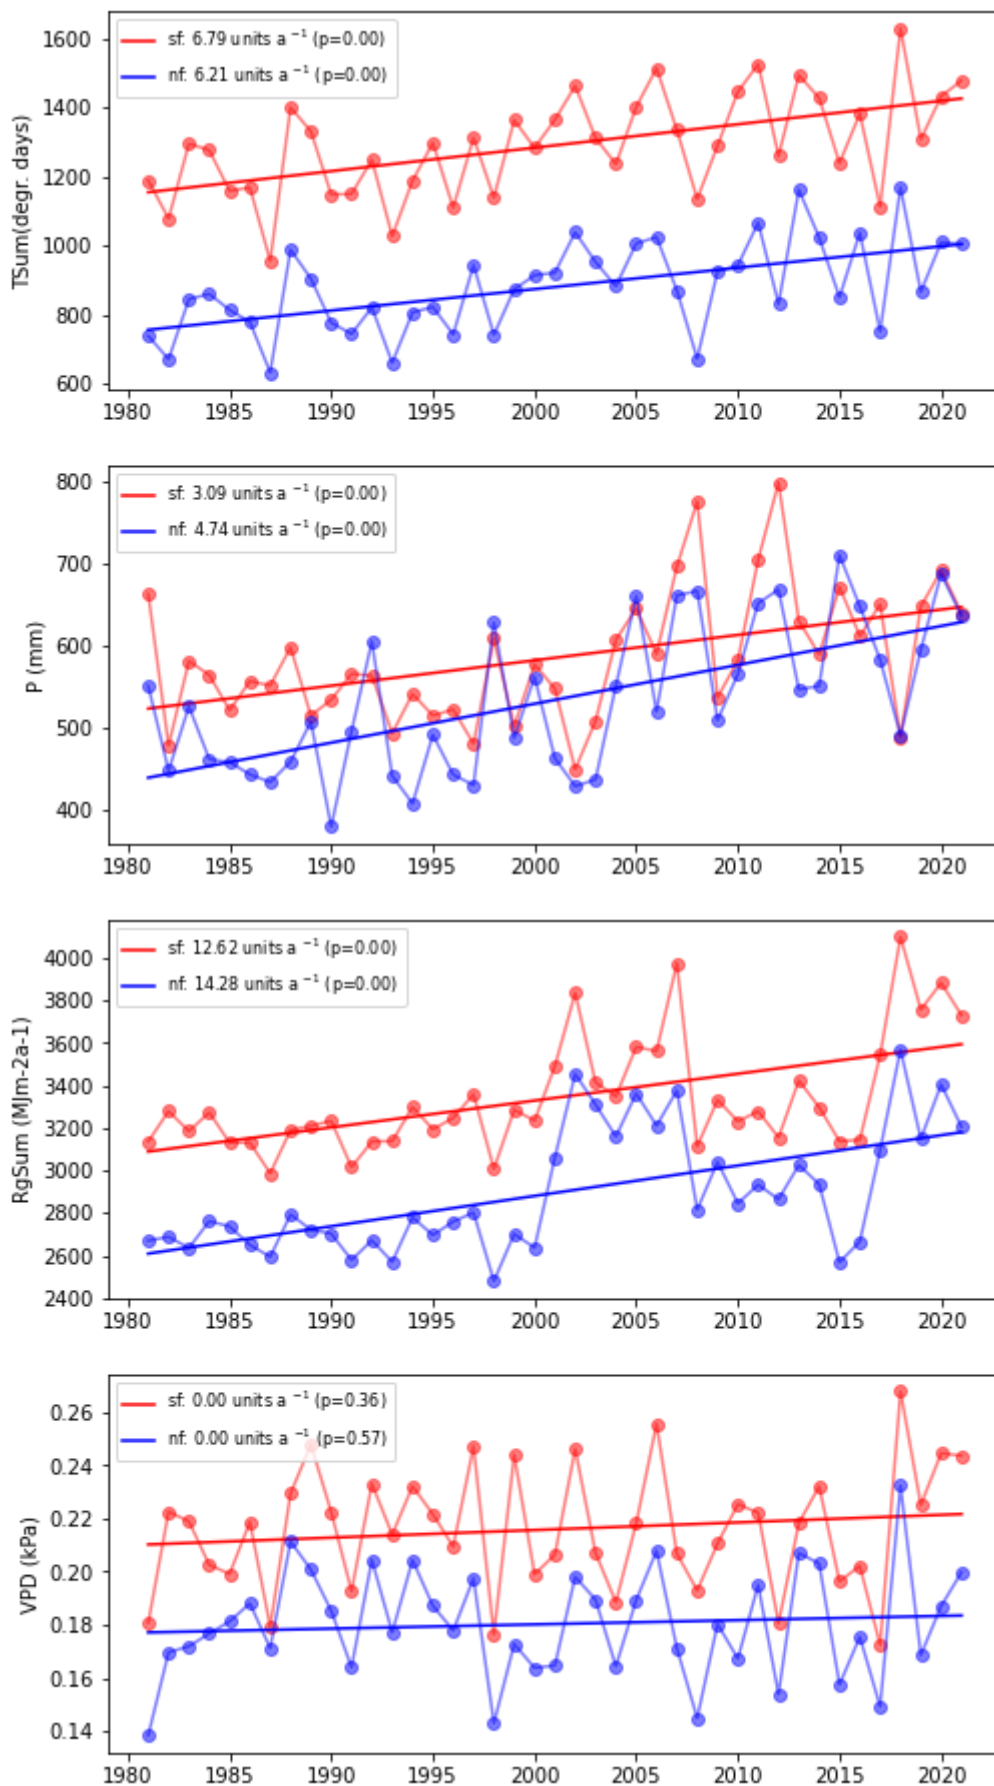 sf: 6.79 units a⁻¹ (p=0.00)
nf: 6.21 units a⁻¹ (p=0.00)
TSum(degr. days)
1600
1400
1200
1000
800
600
1980 1985 1990 1995 2000 2005 2010 2015 2020
sf: 3.09 units a⁻¹ (p=0.00)
nf: 4.74 units a⁻¹ (p=0.00)
P (mm)
800
700
600
500
400
1980 1985 1990 1995 2000 2005 2010 2015 2020
sf: 12.62 units a⁻¹ (p=0.00)
nf: 14.28 units a⁻¹ (p=0.00)
RgSum (MJm-2a-1)
4000
3800
3600
3400
3200
3000
2800
2600
2400
1980 1985 1990 1995 2000 2005 2010 2015 2020
sf: 0.00 units a⁻¹ (p=0.36)
nf: 0.00 units a⁻¹ (p=0.57)
VPD (kPa)
0.26
0.24
0.22
0.20
0.18
0.16
0.14
1980 1985 1990 1995 2000 2005 2010 2015 2020